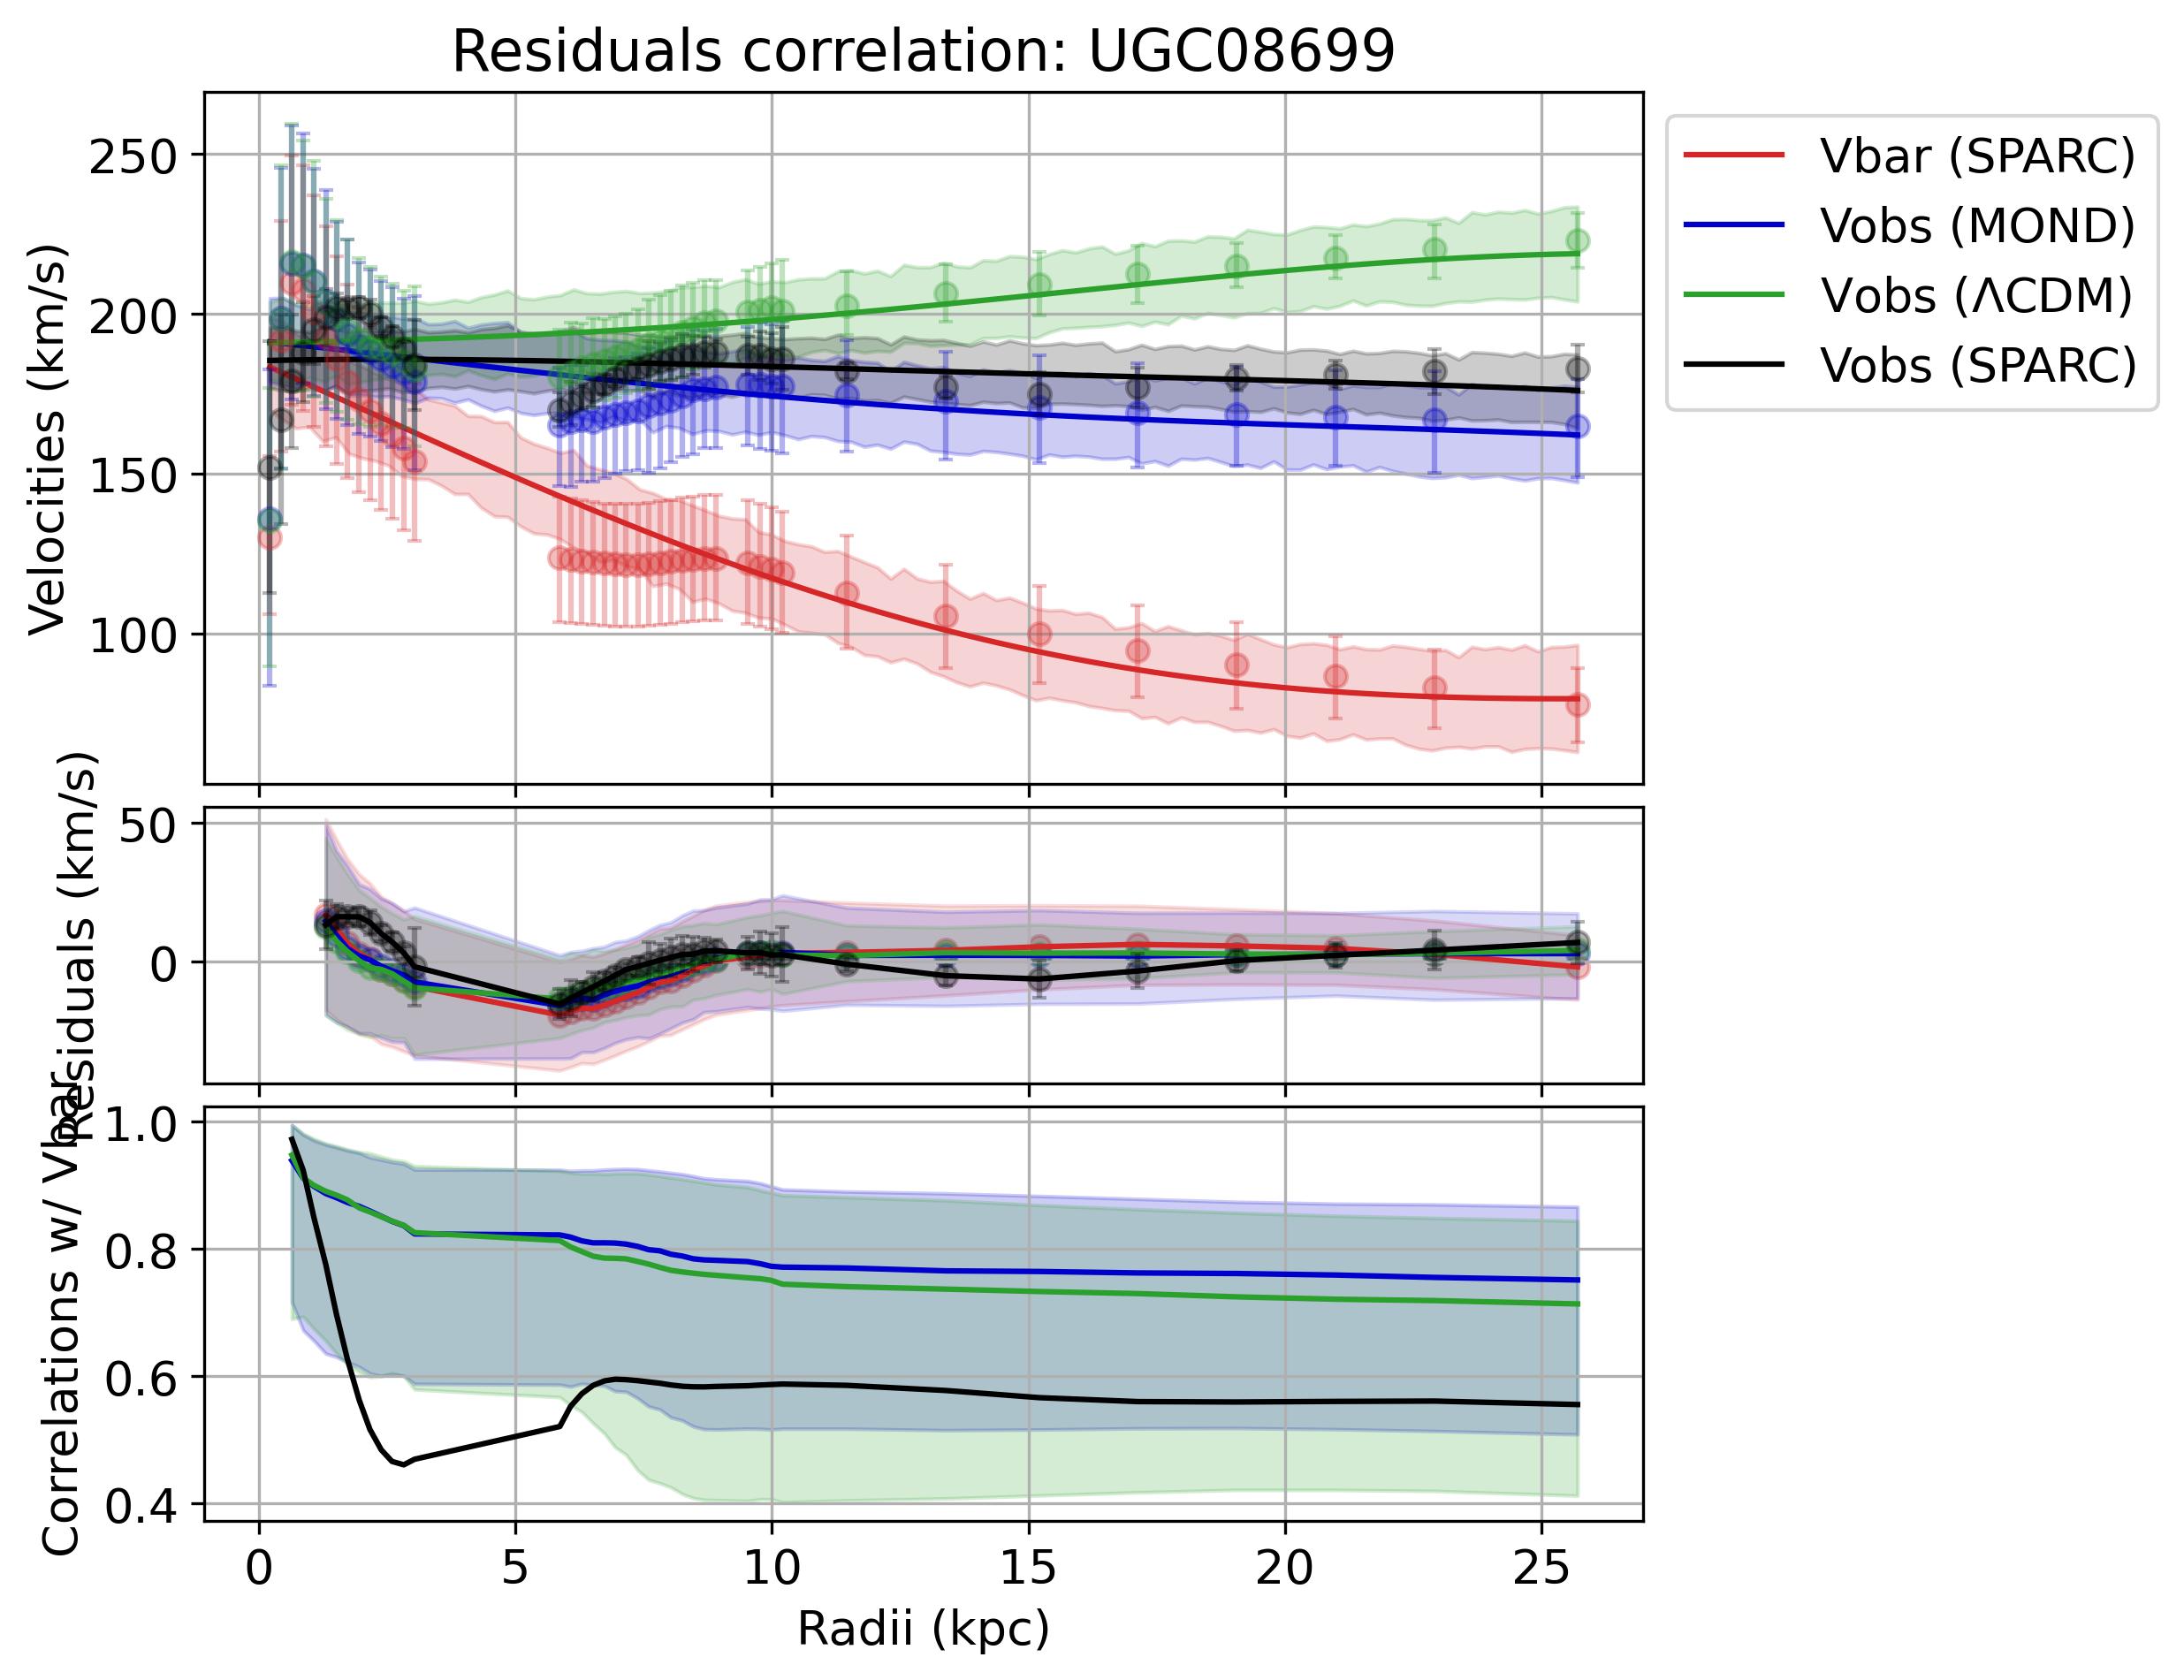 Residuals correlation: UGC08699
Velocities (km/s)
250
200
150
100
Vbar (SPARC)
Vobs (MOND)
Vobs (ΛCDM)
Vobs (SPARC)
Residuals (km/s)
50
0
Correlations w/ Vbar
1.0
0.8
0.6
0.4
0 5 10 15 20 25
Radii (kpc)